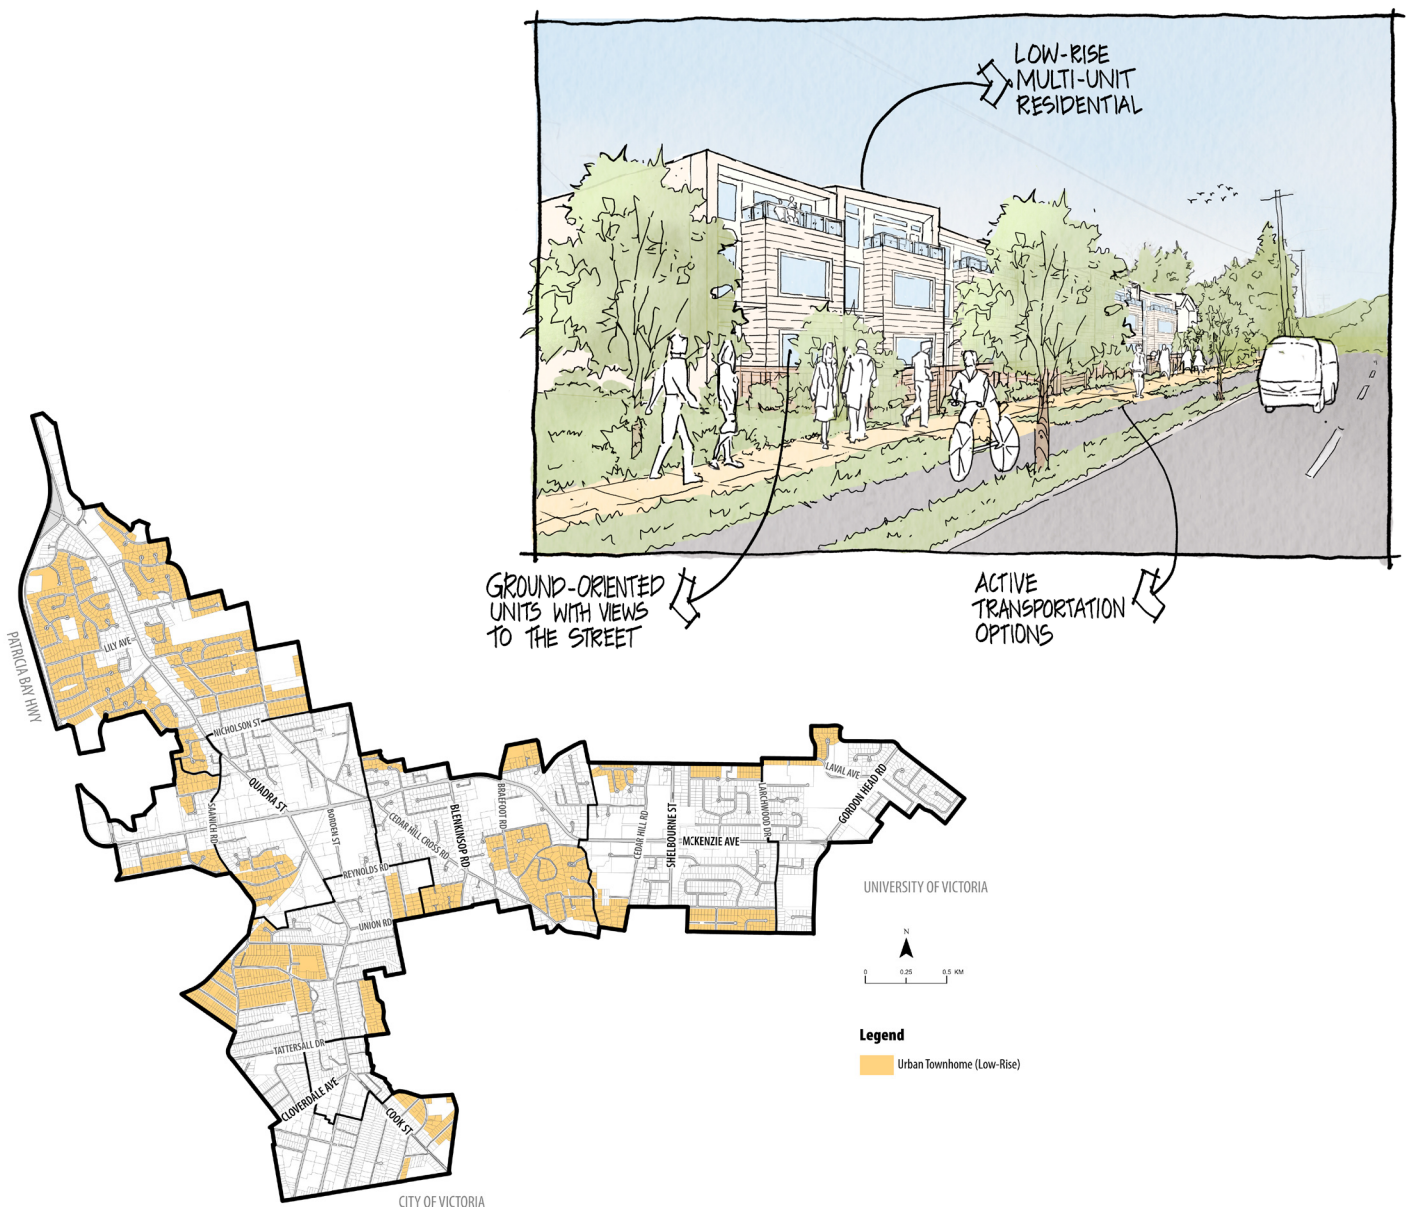 LOW-RISE
MULTI-UNIT
RESIDENTIAL
GROUND-ORIENTED
UNITS WITH VIEWS
TO THE STREET
ACTIVE
TRANSPORTATION
OPTIONS
PATRICIA BAY HWY
LILY AVE
NICHOLSON ST
QUADRA ST
SAANICH RD
BORDEN ST
CEDAR HILL CROSS RD
BLENKINSOP RD
BRAEFOOT RD
REYNOLDS RD
UNION RD
CEDAR HILL RD
SHELBOURNE ST
MCKENZIE AVE
LARCHWOOD DR
LAVAL AVE
GORDON HEAD RD
UNIVERSITY OF VICTORIA
TATTERSALL DR
CLOVERDALE AVE
COOK ST
CITY OF VICTORIA
N
0 0.25 0.5 KM
Legend
Urban Townhome (Low-Rise)